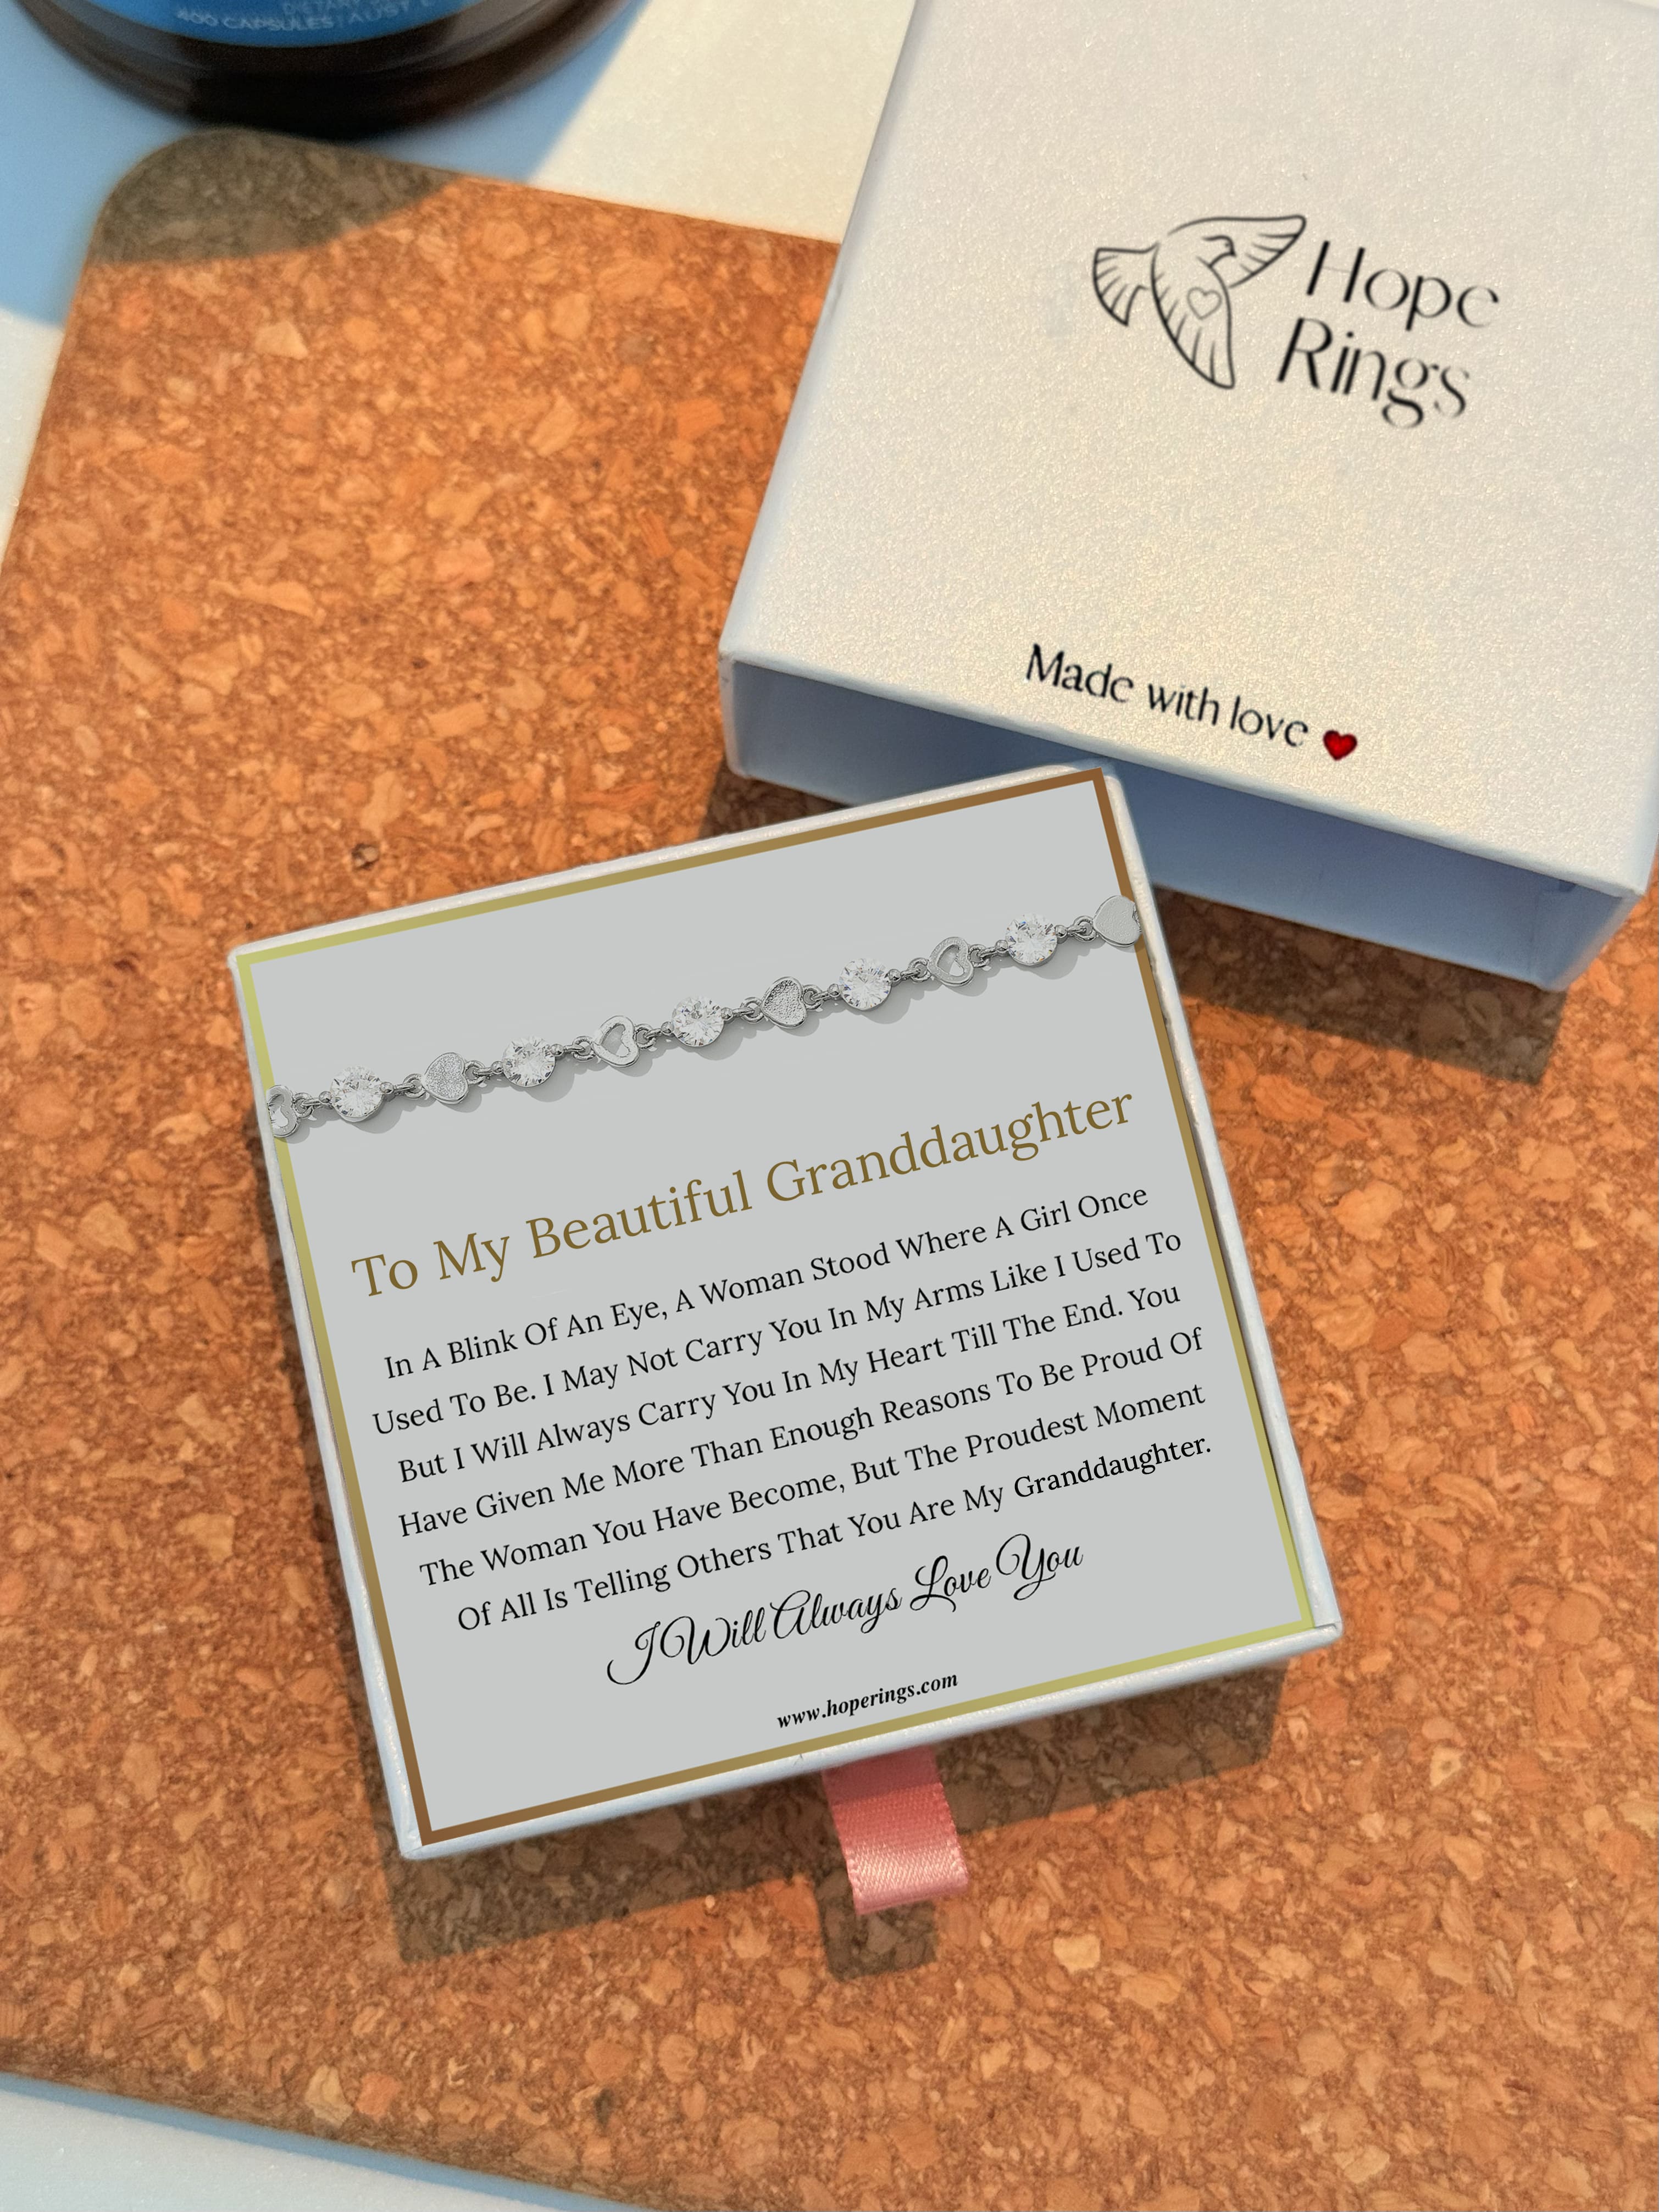 400 CAPSULES | AUST L
Hope
Rings
Made with love ❤
To My Beautiful Granddaughter
In A Blink Of An Eye, A Woman Stood Where A Girl Once
Used To Be. I May Not Carry You In My Arms Like I Used To
But I Will Always Carry You In My Heart Till The End. You
Have Given Me More Than Enough Reasons To Be Proud Of
The Woman You Have Become, But The Proudest Moment
Of All Is Telling Others That You Are My Granddaughter.
I Will Always Love You
www.hoperings.com